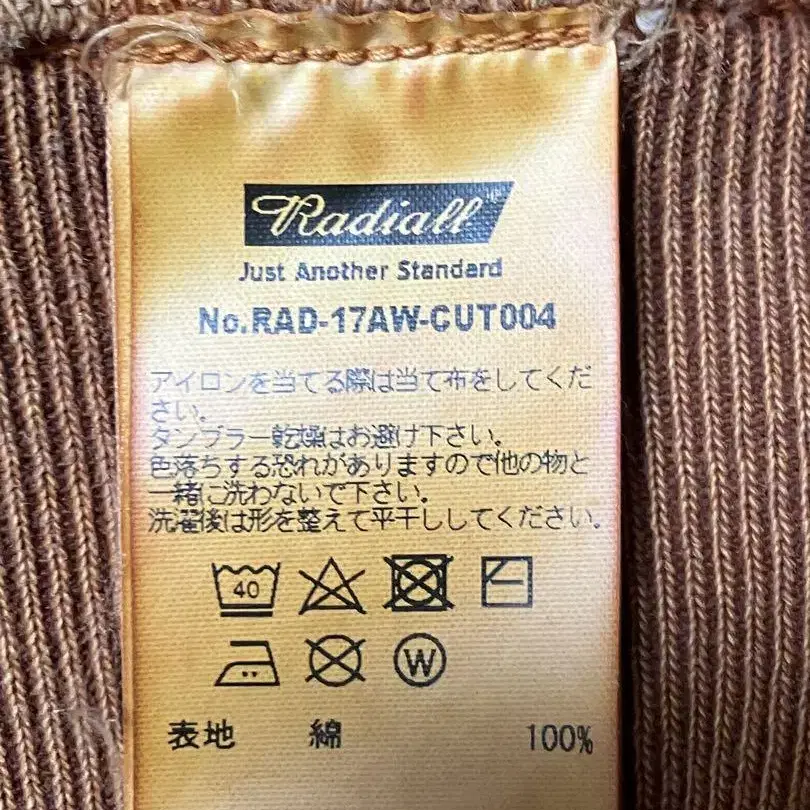 Radiall
Just Another Standard
No.RAD-17AW-CUT004
アイロンを当てる際は当て布をしてくだ
さい。
タンブラー乾燥はお避け下さい。
色落ちする恐れがありますので他の物と
一緒に洗わないで下さい。
洗濯後は形を整えて平干ししてください。
40
W
表地 綿 100%